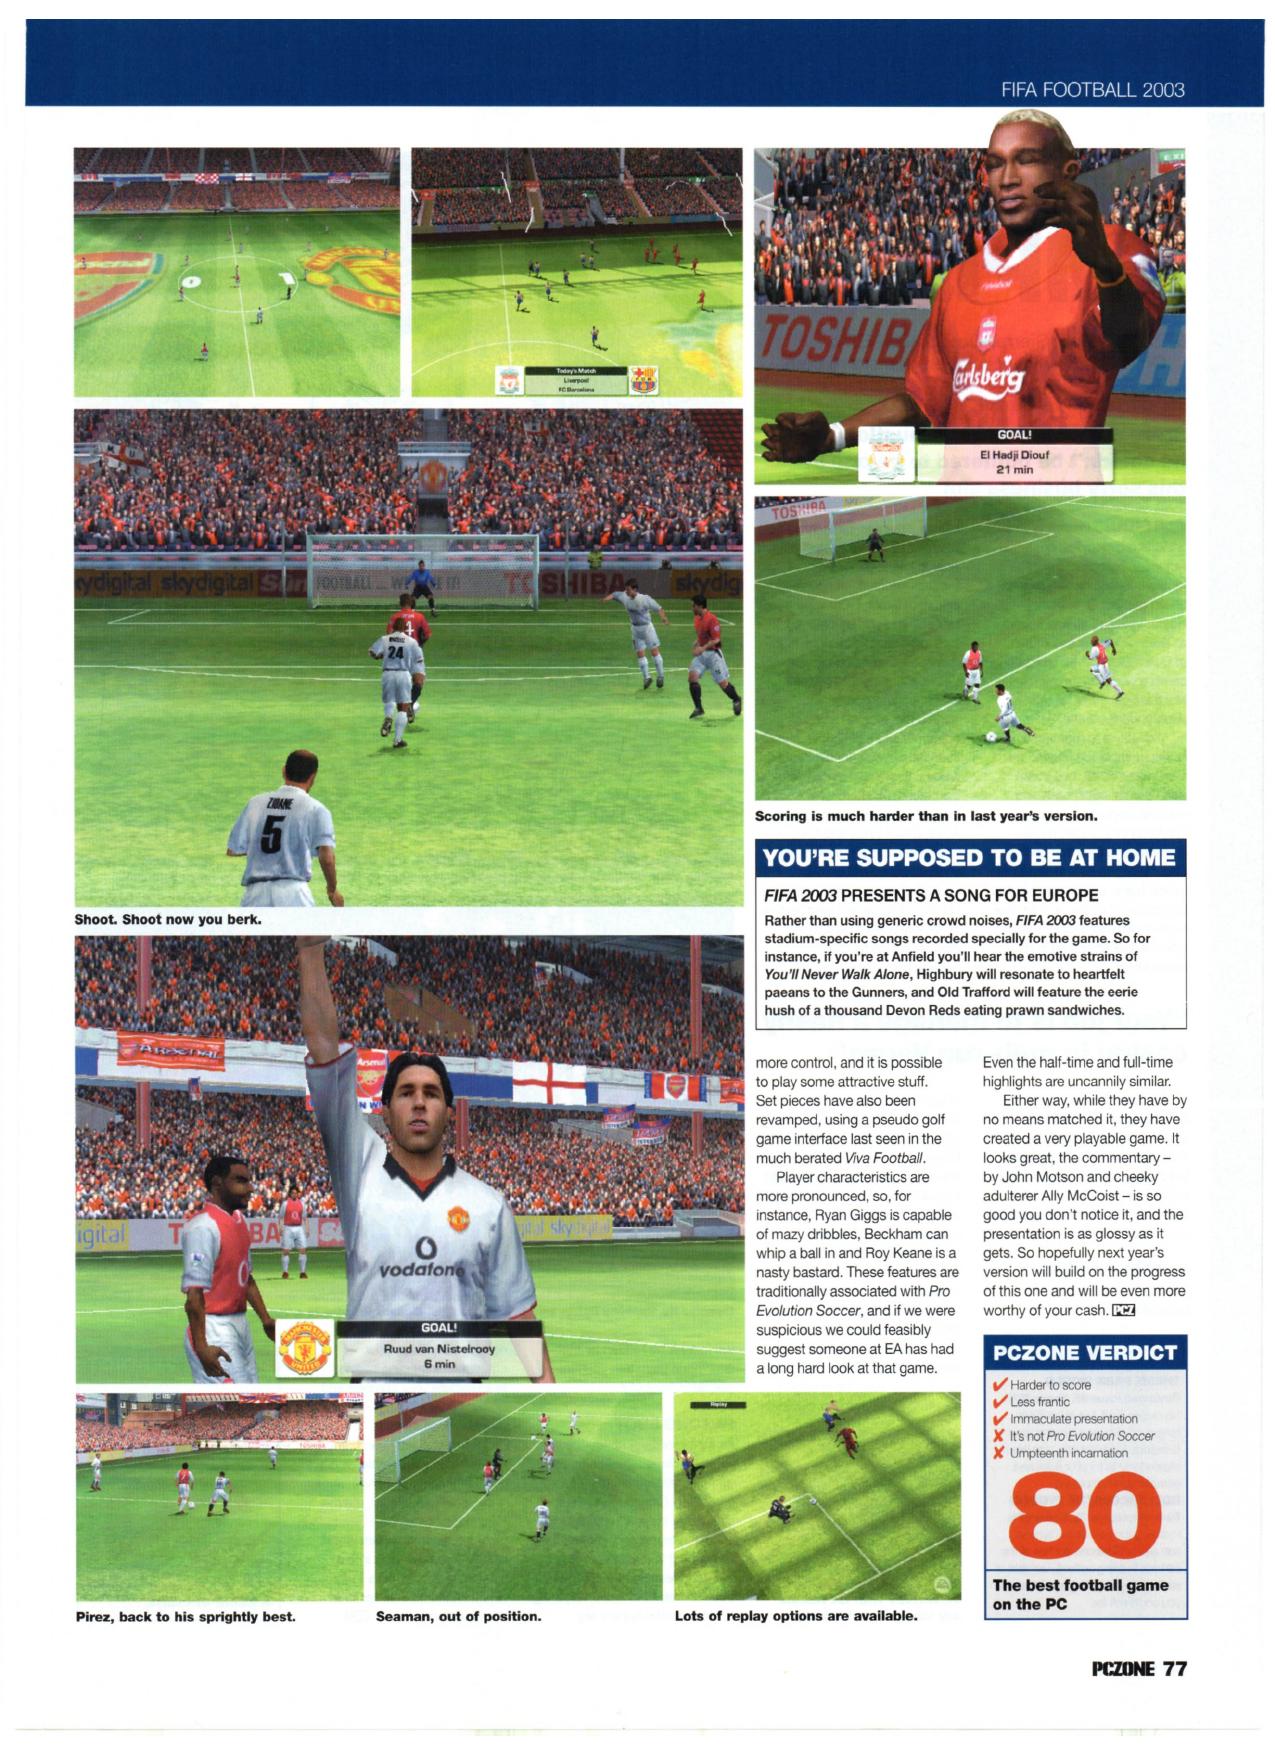 FIFA FOOTBALL 2003
Today's Match
Liverpool
FC Barcelona
TOSHIB
Reebok
Carlsberg
GOAL!
El Hadji Diouf
21 min
skydigital skydigital
FOOTBALL
TOSHIBA
skydig
24
ZIDANE
5
Shoot. Shoot now you berk.
TOSHIBA
Scoring is much harder than in last year's version.
YOU'RE SUPPOSED TO BE AT HOME
FIFA 2003 PRESENTS A SONG FOR EUROPE
Rather than using generic crowd noises, FIFA 2003 features
stadium-specific songs recorded specially for the game. So for
instance, if you're at Anfield you'll hear the emotive strains of
You'll Never Walk Alone, Highbury will resonate to heartfelt
paeans to the Gunners, and Old Trafford will feature the eerie
hush of a thousand Devon Reds eating prawn sandwiches.
ARSENAL
Arsenal
igital
skydigital
vodafone
MANCHESTER
UNITED
GOAL!
Ruud van Nistelrooy
6 min
more control, and it is possible
to play some attractive stuff.
Set pieces have also been
revamped, using a pseudo golf
game interface last seen in the
much berated Viva Football.
Player characteristics are
more pronounced, so, for
instance, Ryan Giggs is capable
of mazy dribbles, Beckham can
whip a ball in and Roy Keane is a
nasty bastard. These features are
traditionally associated with Pro
Evolution Soccer, and if we were
suspicious we could feasibly
suggest someone at EA has had
a long hard look at that game.
Even the half-time and full-time
highlights are uncannily similar.
Either way, while they have by
no means matched it, they have
created a very playable game. It
looks great, the commentary –
by John Motson and cheeky
adulterer Ally McCoist – is so
good you don't notice it, and the
presentation is as glossy as it
gets. So hopefully next year's
version will build on the progress
of this one and will be even more
worthy of your cash. PCZ
PCZONE VERDICT
✔ Harder to score
✔ Less frantic
✔ Immaculate presentation
✘ It's not Pro Evolution Soccer
✘ Umpteenth incarnation
80
The best football game
on the PC
TOSHIBA
Pirez, back to his sprightly best.
Seaman, out of position.
Replay
EA
Lots of replay options are available.
PCZONE 77